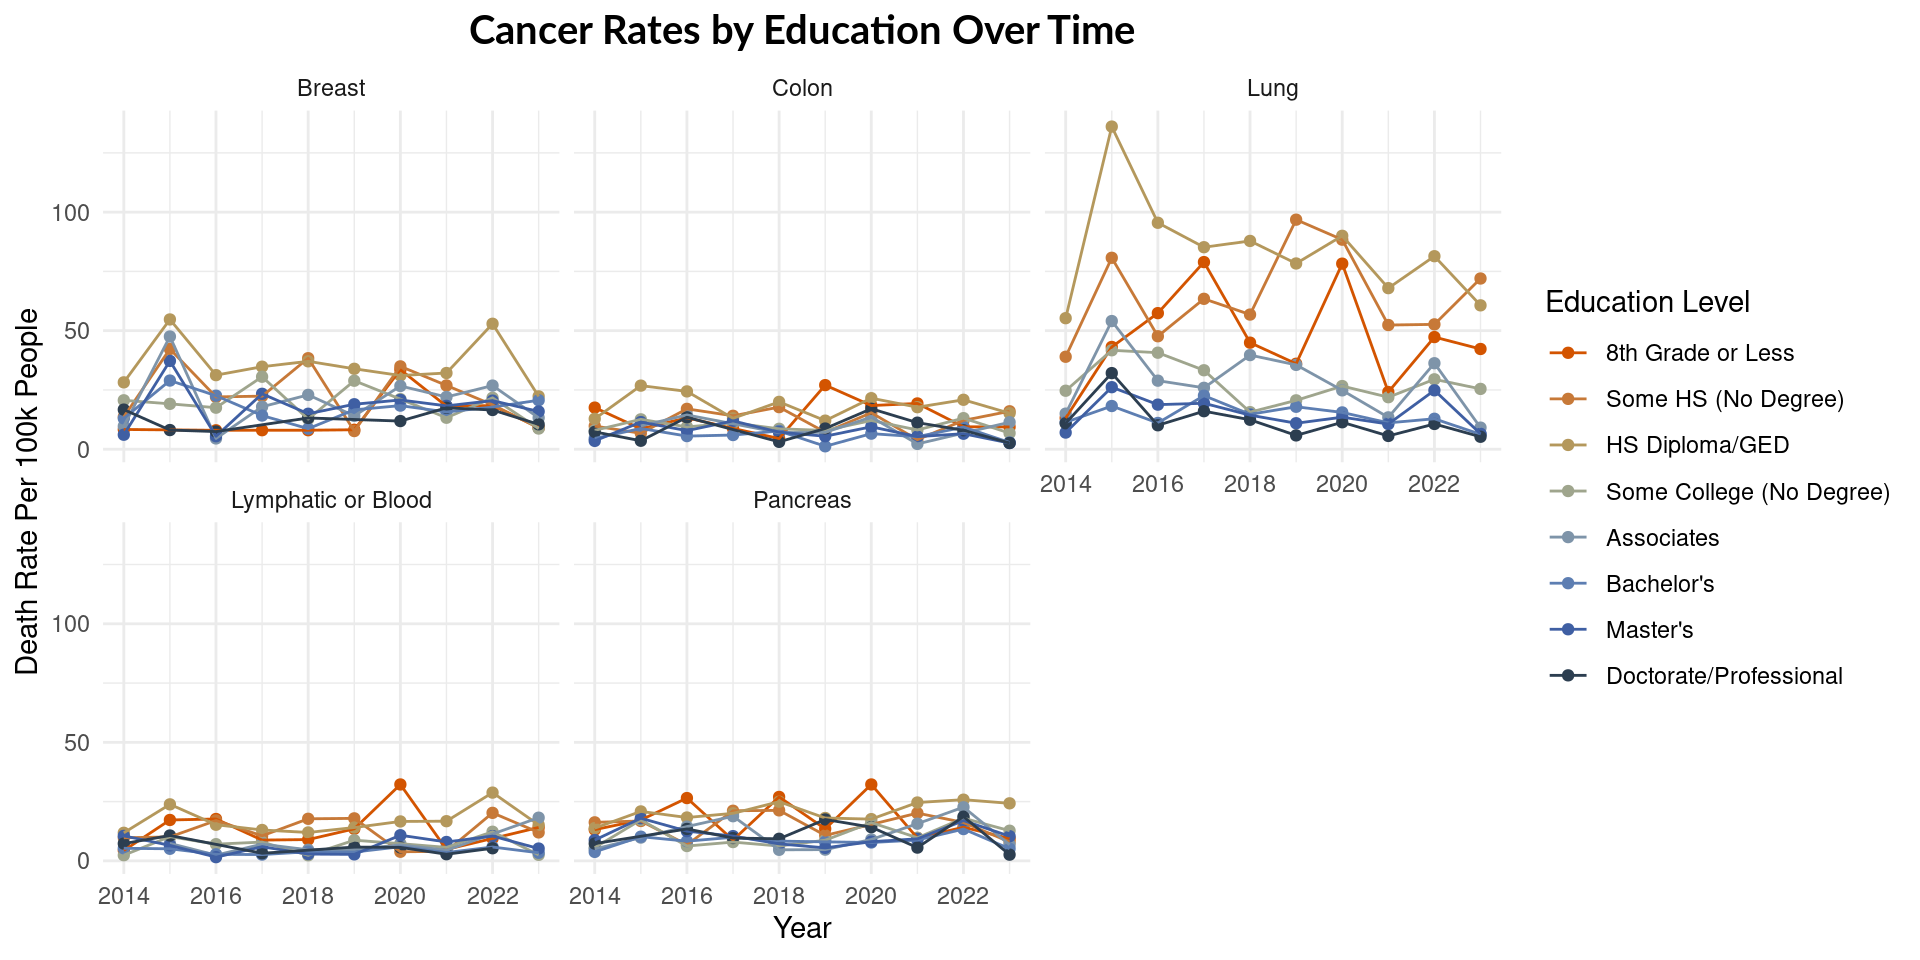 Cancer Rates by Education Over Time
Breast
Colon
Lung
Death Rate Per 100k People
100
50
0
2014 2016 2018 2020 2022
Lymphatic or Blood
Pancreas
100
50
0
2014 2016 2018 2020 2022
2014 2016 2018 2020 2022
Year
Education Level
8th Grade or Less
Some HS (No Degree)
HS Diploma/GED
Some College (No Degree)
Associates
Bachelor's
Master's
Doctorate/Professional